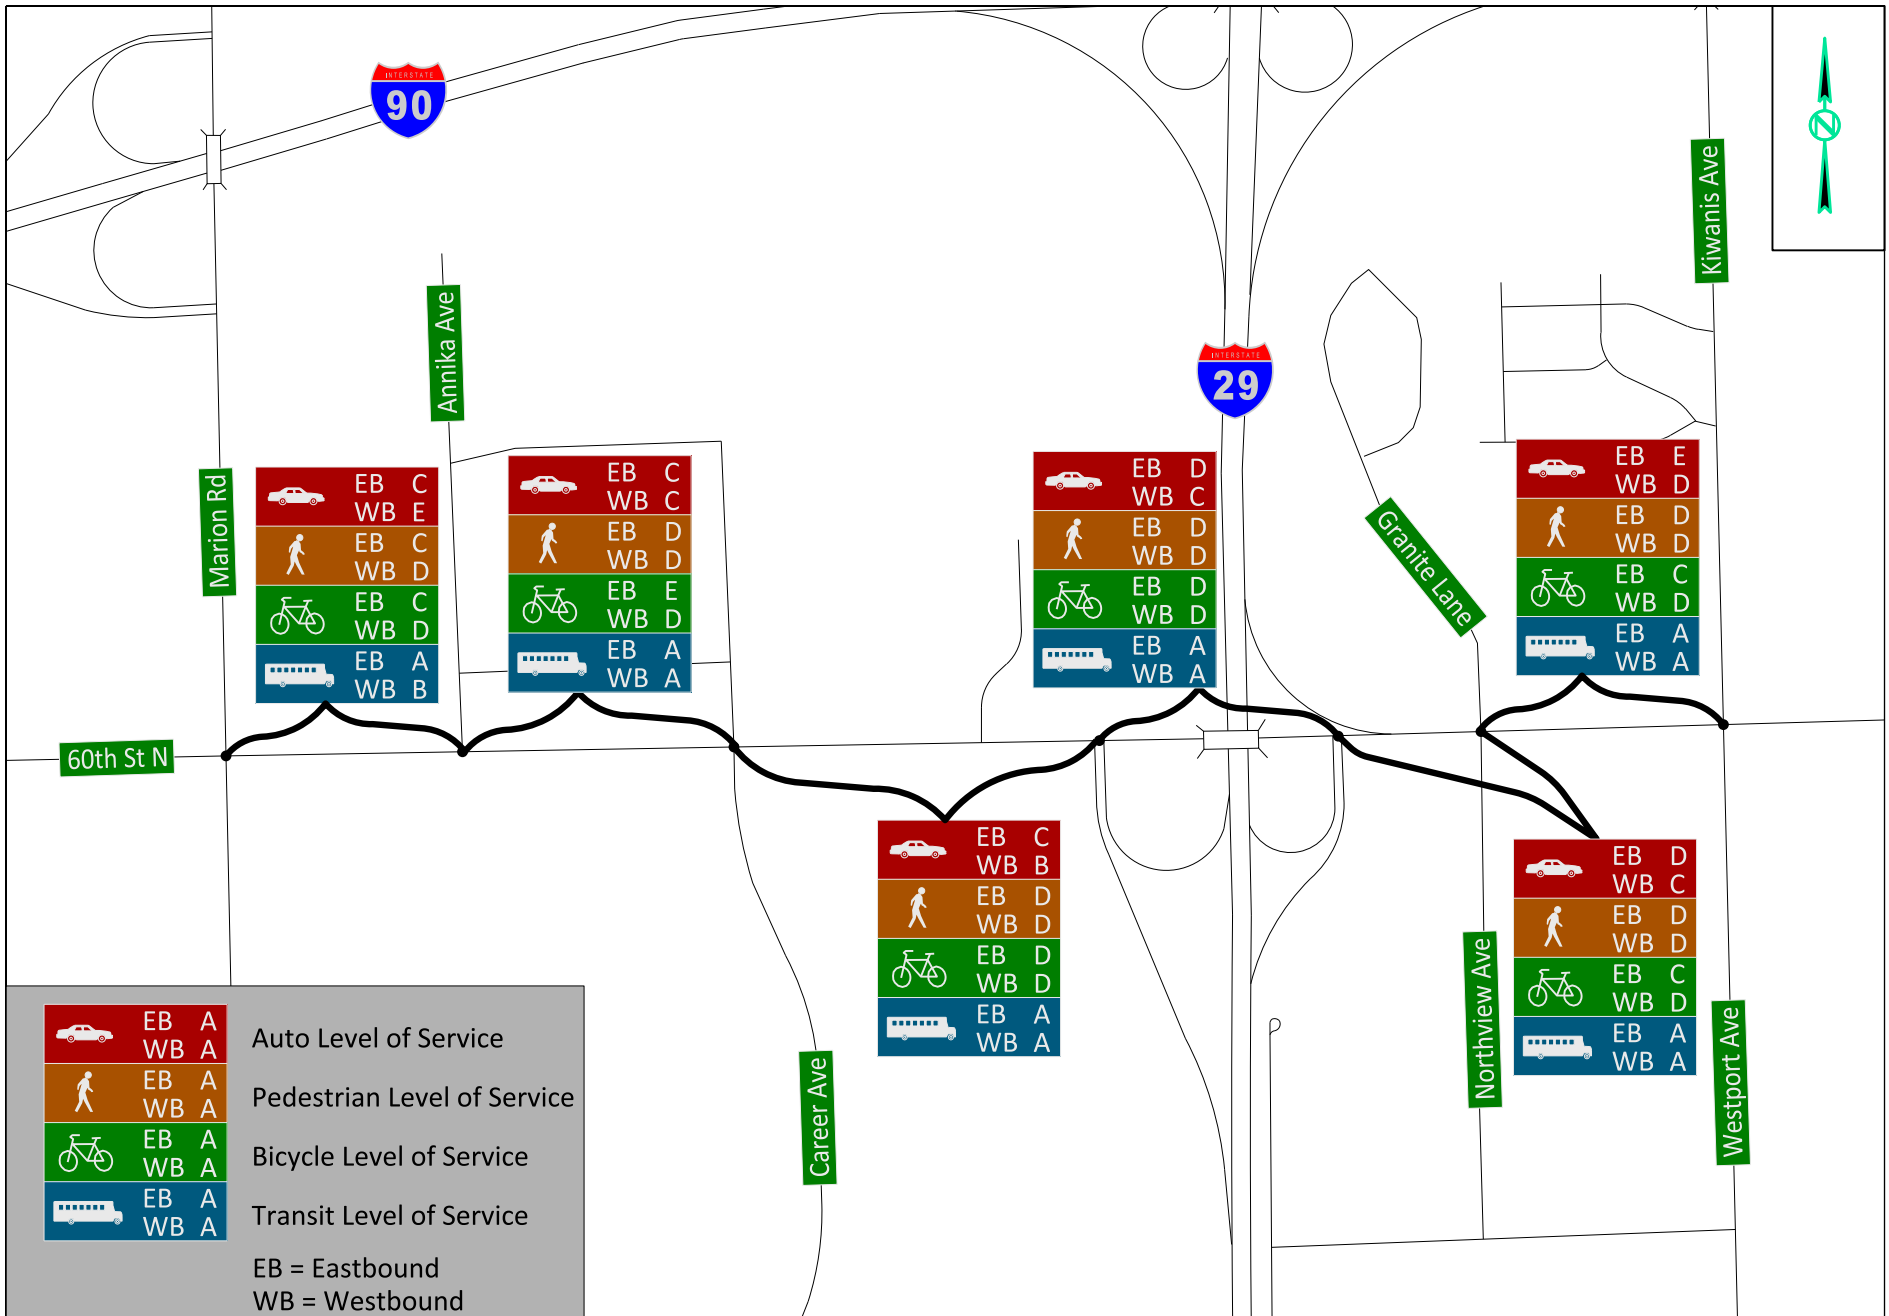 INTERSTATE
90
N
Kiwanis Ave
Annika Ave
INTERSTATE
29
Marion Rd
EB C
WB E
EB C
WB D
EB C
WB D
EB A
WB B
EB C
WB C
EB D
WB D
EB E
WB D
EB A
WB A
EB D
WB C
EB D
WB D
EB D
WB D
EB A
WB A
Granite Lane
EB E
WB D
EB D
WB D
EB C
WB D
EB A
WB A
60th St N
EB C
WB B
EB D
WB D
EB D
WB D
EB A
WB A
EB D
WB C
EB D
WB D
EB C
WB D
EB A
WB A
Northview Ave
Westport Ave
Career Ave
EB A
WB A
Auto Level of Service
EB A
WB A
Pedestrian Level of Service
EB A
WB A
Bicycle Level of Service
EB A
WB A
Transit Level of Service
EB = Eastbound
WB = Westbound